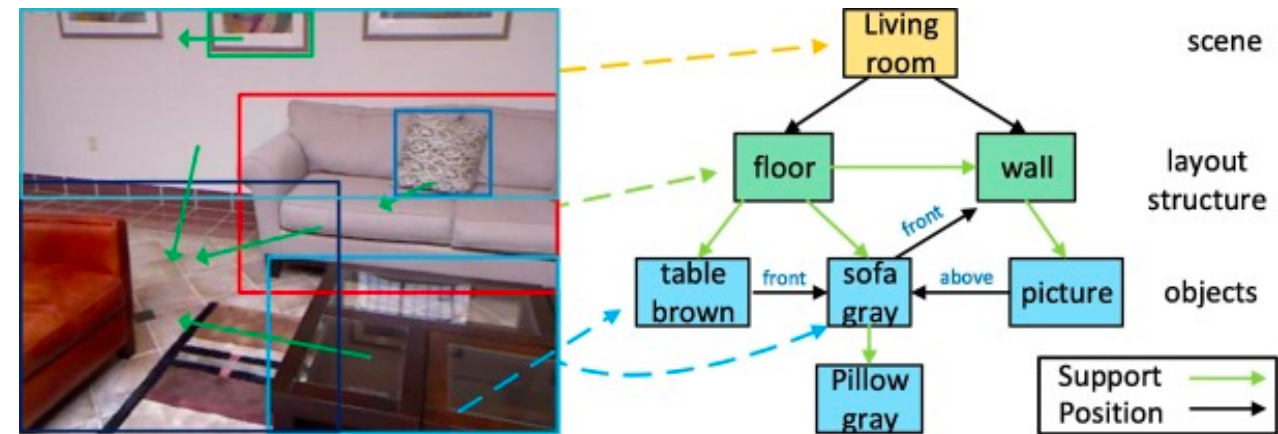 Living
room
scene
floor
wall
layout
structure
front
table
brown
front
sofa
gray
above
picture
objects
Pillow
gray
Support
Position